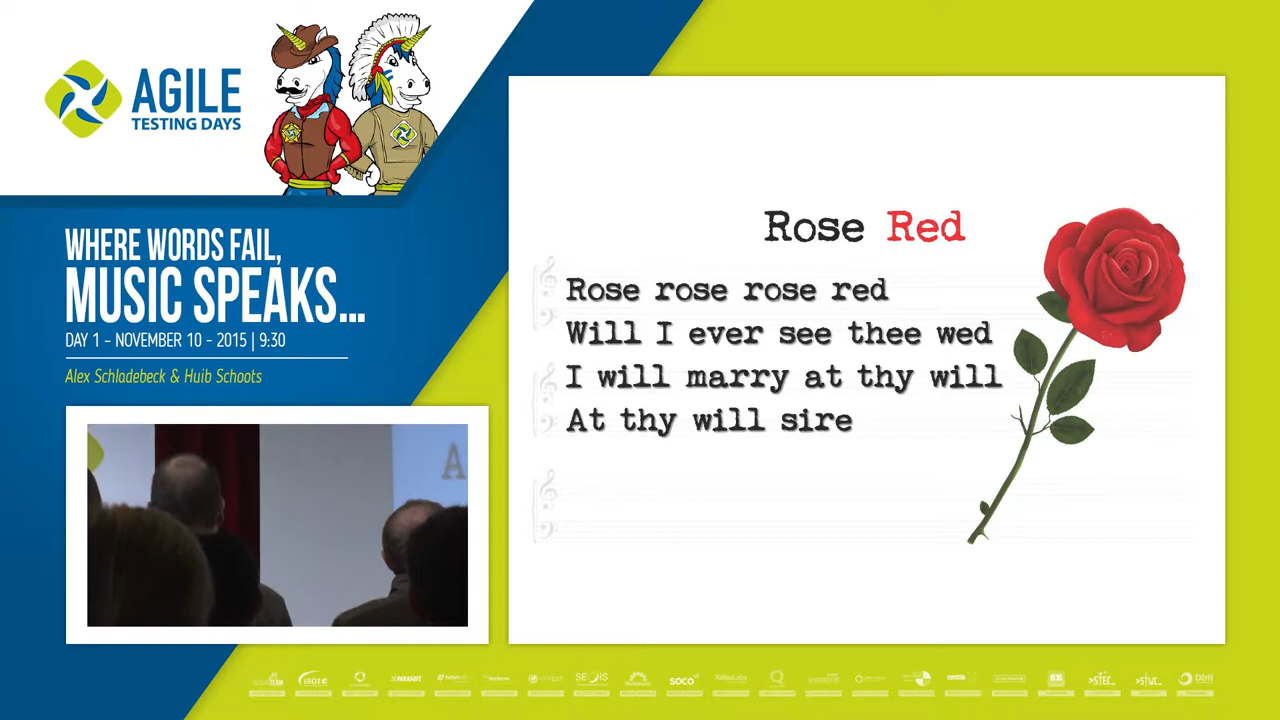 AGILE
TESTING DAYS
WHERE WORDS FAIL,
MUSIC SPEAKS...
DAY 1 - NOVEMBER 10 - 2015 | 9:30
Alex Schladebeck & Huib Schoots
A
Rose Red
Rose rose rose red
Will I ever see thee wed
I will marry at thy will
At thy will sire
SOCO